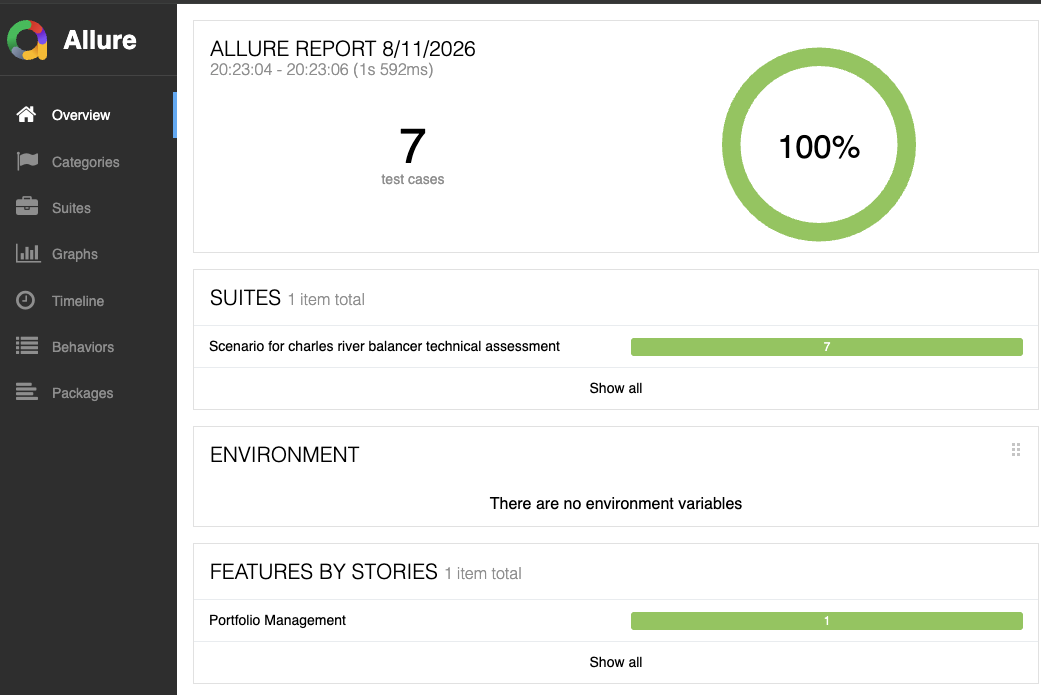 Allure
Overview
Categories
Suites
Graphs
Timeline
Behaviors
Packages
ALLURE REPORT 8/11/2026
20:23:04 - 20:23:06 (1s 592ms)
7
test cases
100%
SUITES 1 item total
Scenario for charles river balancer technical assessment 7
Show all
ENVIRONMENT
There are no environment variables
FEATURES BY STORIES 1 item total
Portfolio Management 1
Show all